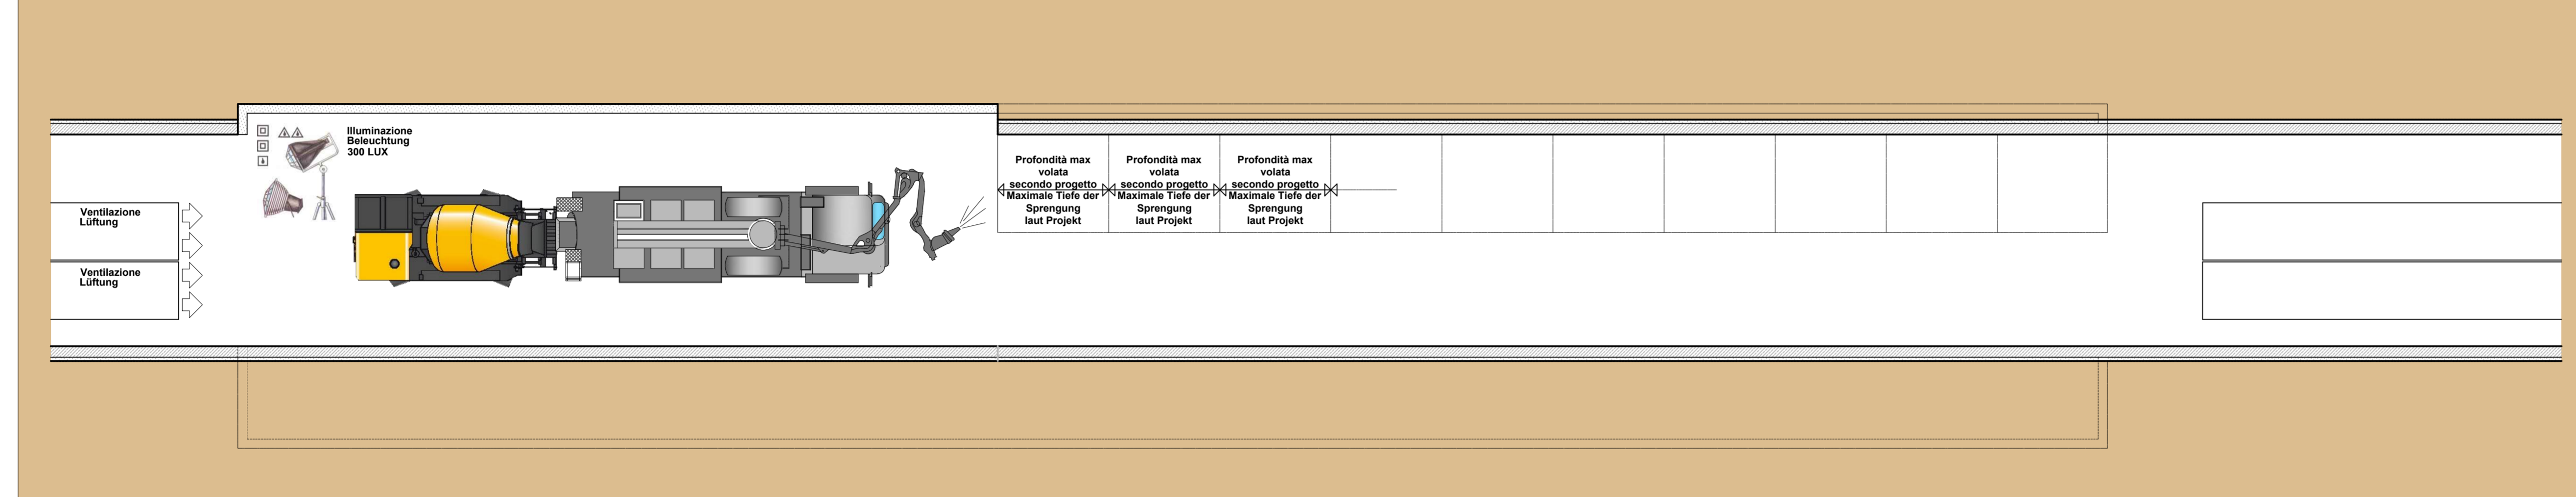 Illuminazione
Beleuchtung
300 LUX
Ventilazione
Lüftung
Ventilazione
Lüftung
Profondità max
volata
secondo progetto
Maximale Tiefe der
Sprengung
laut Projekt
Profondità max
volata
secondo progetto
Maximale Tiefe der
Sprengung
laut Projekt
Profondità max
volata
secondo progetto
Maximale Tiefe der
Sprengung
laut Projekt